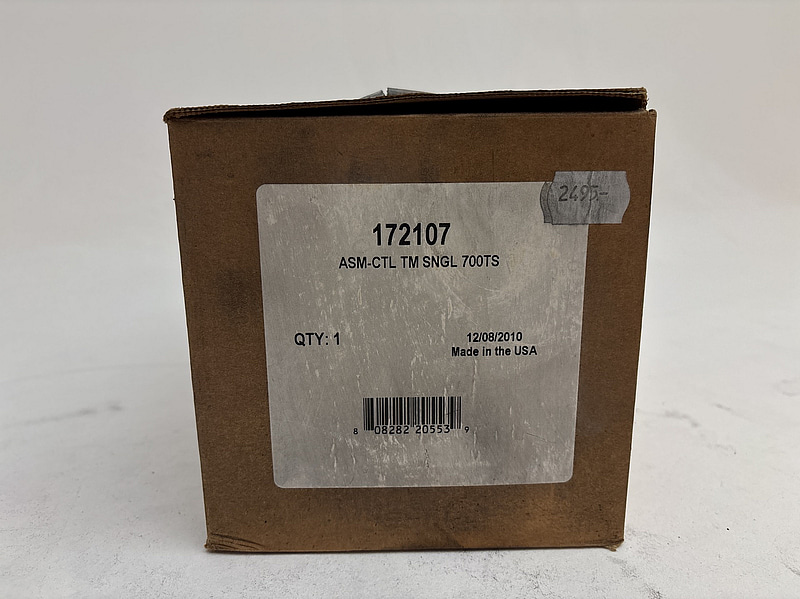 2495-
172107
ASM-CTL TM SNGL 700TS
QTY: 1
12/08/2010
Made in the USA
8 08282 20553 9